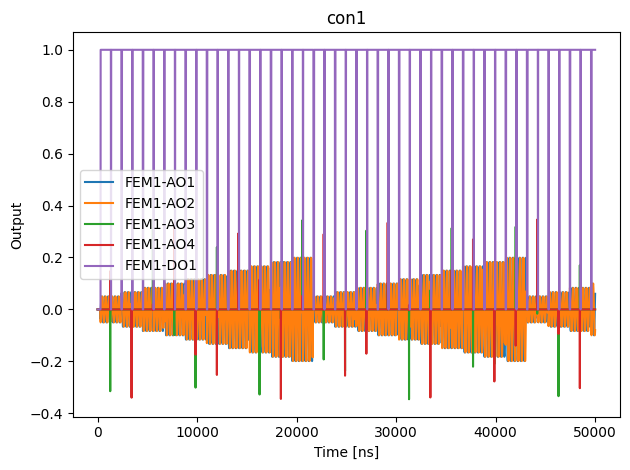 con1
1.0
0.8
0.6
0.4
0.2
0.0
−0.2
−0.4
Output
FEM1-AO1
FEM1-AO2
FEM1-AO3
FEM1-AO4
FEM1-DO1
0 10000 20000 30000 40000 50000
Time [ns]